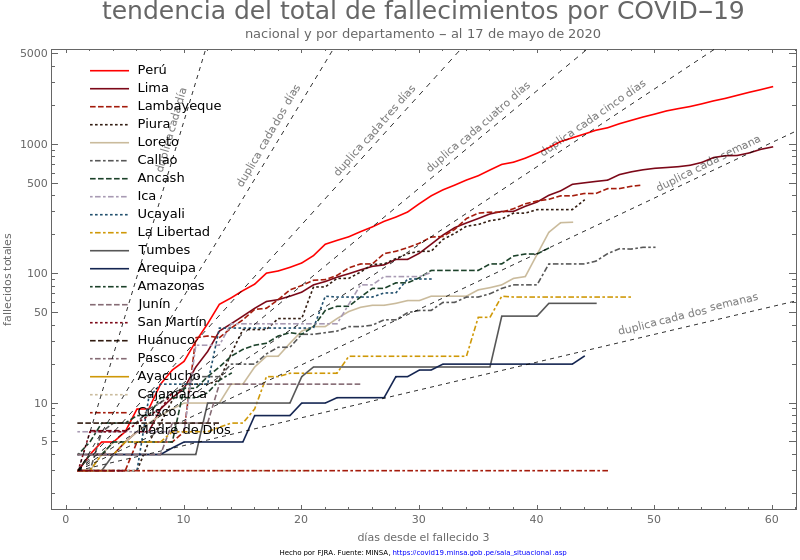 tendencia del total de fallecimientos por COVID−19
nacional y por departamento − al 17 de mayo de 2020
5000
1000
500
100
50
10
5
fallecidos totales
Perú
Lima
Lambayeque
Piura
Loreto
Callao
Ancash
Ica
Ucayali
La Libertad
Tumbes
Arequipa
Amazonas
Junín
San Martín
Huánuco
Pasco
Ayacucho
Cajamarca
Cusco
Madre de Dios
duplica cada día
duplica cada dos días
duplica cada tres días
duplica cada cuatro días
duplica cada cinco días
duplica cada semana
duplica cada dos semanas
0 10 20 30 40 50 60
días desde el fallecido 3
Hecho por FJRA. Fuente: MINSA, https://covid19.minsa.gob.pe/sala_situacional.asp